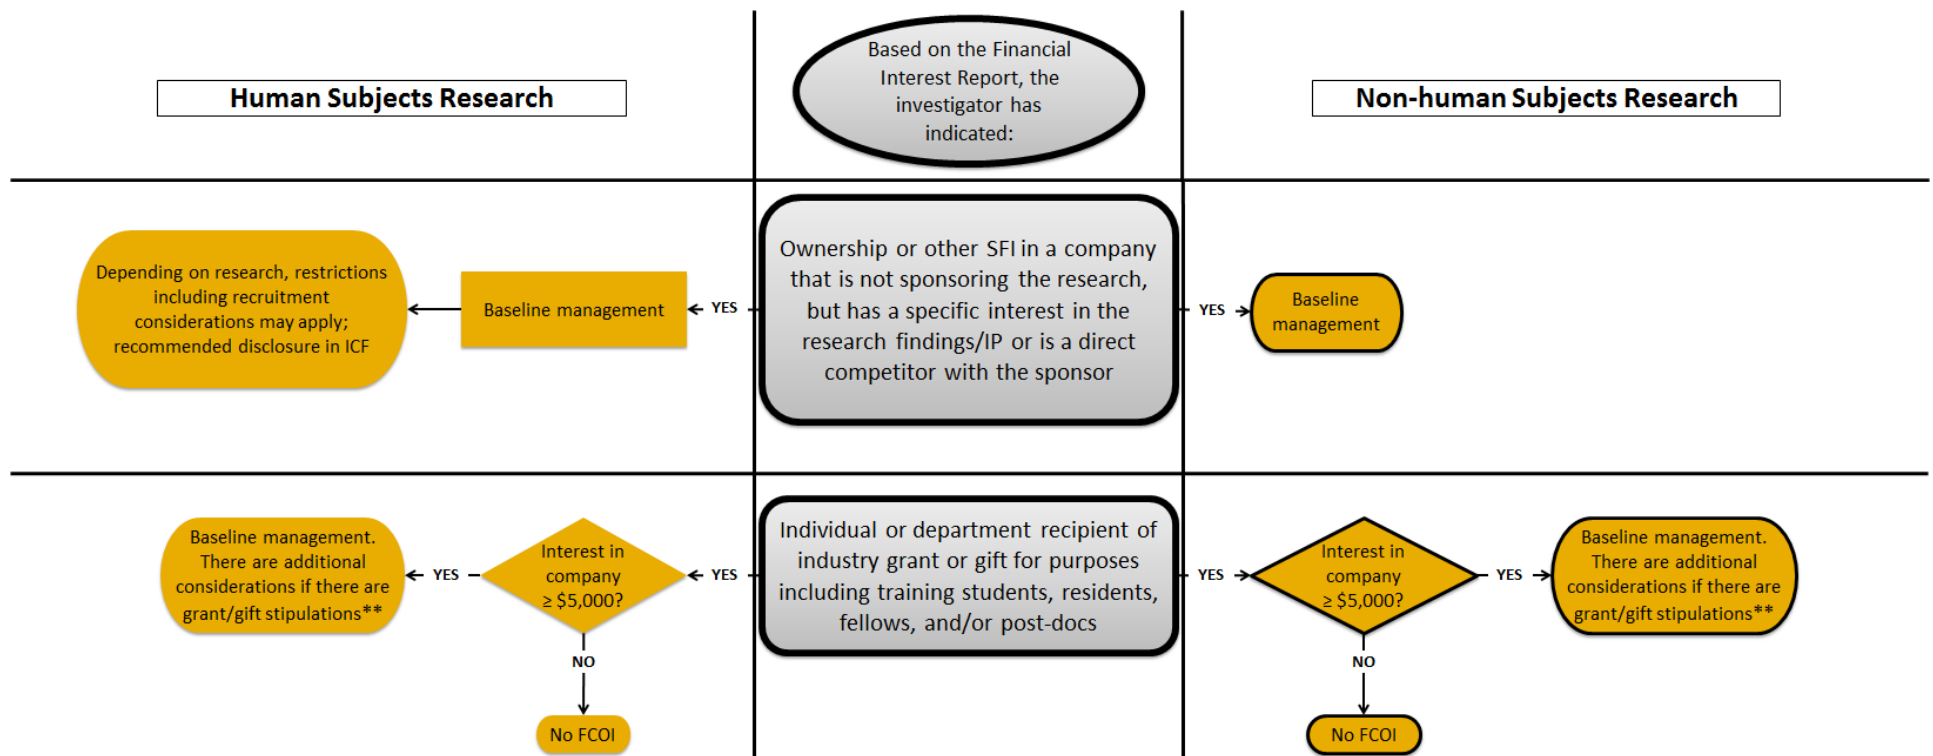 Human Subjects Research
Based on the Financial
Interest Report, the
investigator has
indicated:
Non-human Subjects Research
Depending on research, restrictions
including recruitment
considerations may apply;
recommended disclosure in ICF
Baseline management
YES
Ownership or other SFI in a company
that is not sponsoring the research,
but has a specific interest in the
research findings/IP or is a direct
competitor with the sponsor
YES
Baseline
management
Baseline management.
There are additional
considerations if there are
grant/gift stipulations**
YES
Interest in
company
≥ $5,000?
YES
NO
No FCOI
Individual or department recipient of
industry grant or gift for purposes
including training students, residents,
fellows, and/or post-docs
YES
Interest in
company
≥ $5,000?
YES
Baseline management.
There are additional
considerations if there are
grant/gift stipulations**
NO
No FCOI